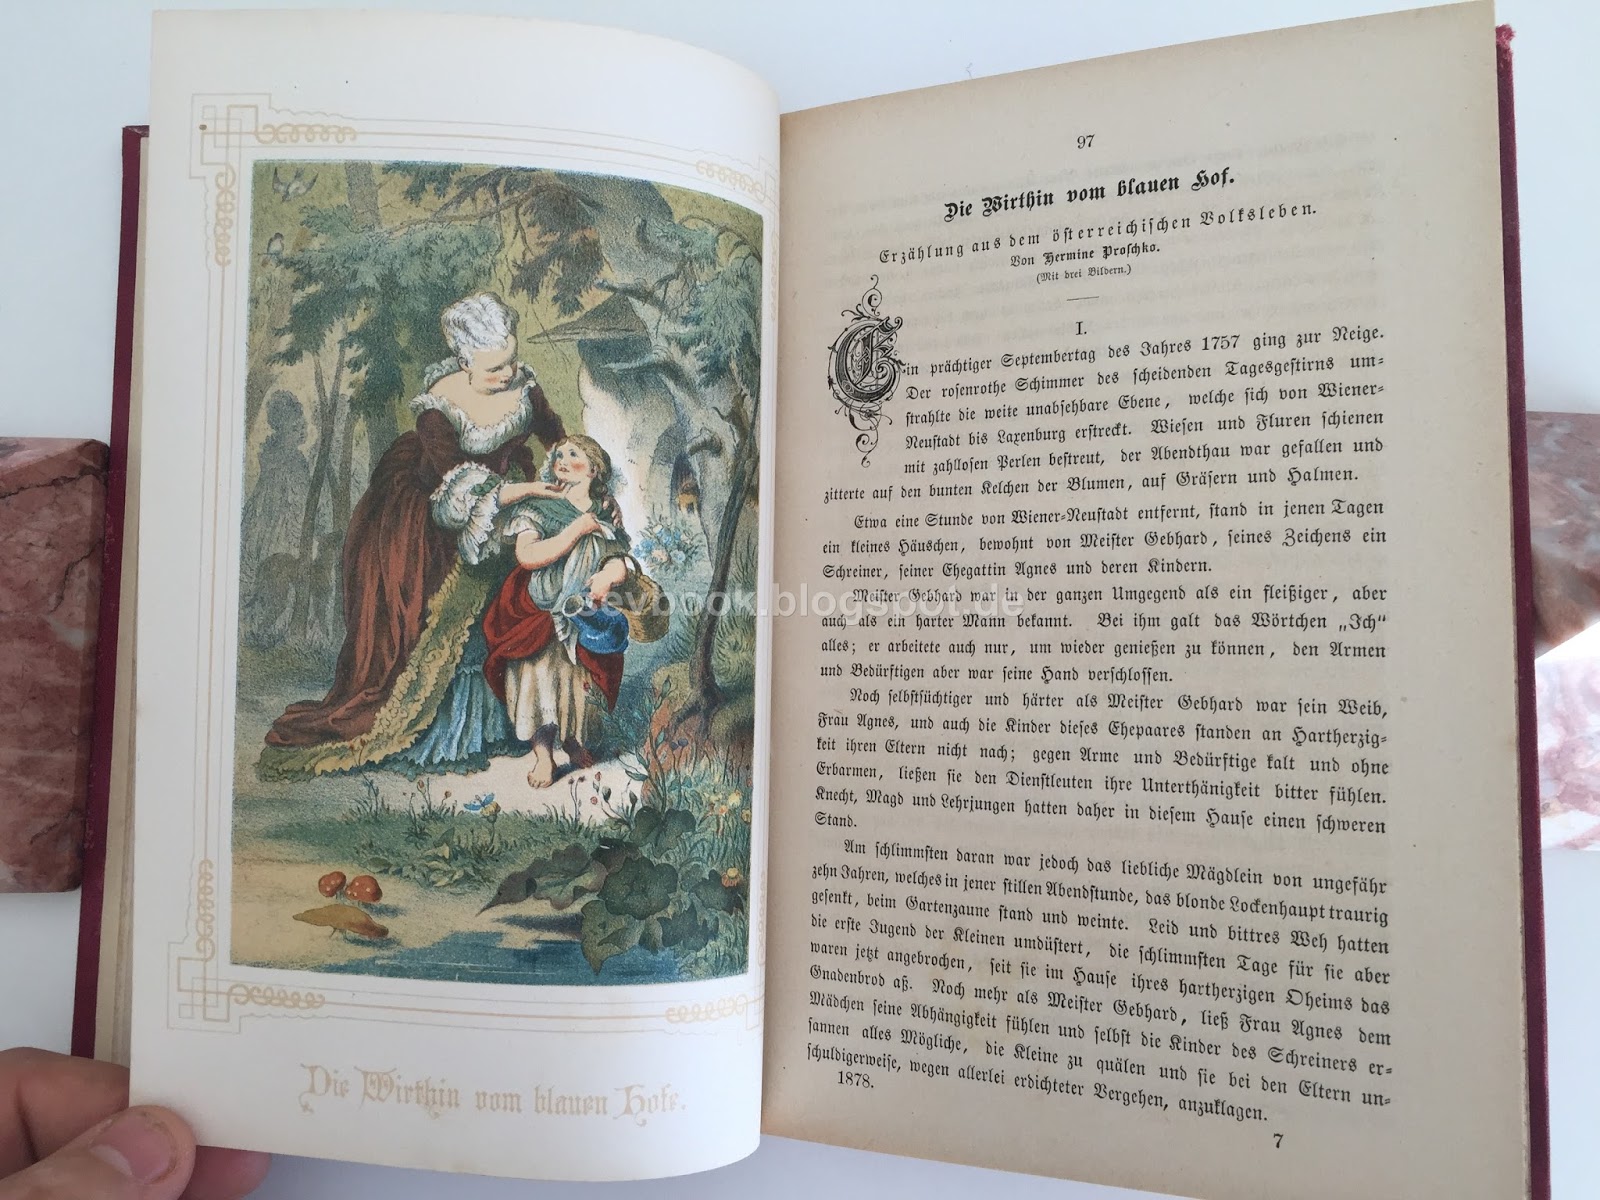 Die Wirthin vom blauen Hofe.
revbook.blogspot.de
97
Die Wirthin vom blauen Hof.
Erzählung aus dem österreichischen Volksleben.
Von Hermine Proschko.
(Mit drei Bildern.)
I.
Ein prächtiger Septembertag des Jahres 1757 ging zur Neige.
Der rosenrothe Schimmer des scheidenden Tagesgestirns um-
strahlte die weite unabsehbare Ebene, welche sich von Wiener-
Neustadt bis Laxenburg erstreckt. Wiesen und Fluren schienen
mit zahllosen Perlen bestreut, der Abendthau war gefallen und
zitterte auf den bunten Kelchen der Blumen, auf Gräsern und Halmen.
Etwa eine Stunde von Wiener-Neustadt entfernt, stand in jenen Tagen
ein kleines Häuschen, bewohnt von Meister Gebhard, seines Zeichens ein
Schreiner, seiner Ehegattin Agnes und deren Kindern.
Meister Gebhard war in der ganzen Umgegend als ein fleißiger, aber
auch als ein harter Mann bekannt. Bei ihm galt das Wörtchen „Ich“
alles; er arbeitete auch nur, um wieder genießen zu können, den Armen
und Bedürftigen aber war seine Hand verschlossen.
Noch selbstsüchtiger und härter als Meister Gebhard war sein Weib,
Frau Agnes, und auch die Kinder dieses Ehepaares standen an Hartherzig-
keit ihren Eltern nicht nach; gegen Arme und Bedürftige kalt und ohne
Erbarmen, ließen sie den Dienstleuten ihre Unterthänigkeit bitter fühlen.
Knecht, Magd und Lehrjungen hatten daher in diesem Hause einen schweren
Stand.
Am schlimmsten daran war jedoch das liebliche Mägdlein von ungefähr
zehn Jahren, welches in jener stillen Abendstunde, das blonde Lockenhaupt traurig
gesenkt, beim Gartenzaune stand und weinte. Leid und bittres Weh hatten
die erste Jugend der Kleinen umdüstert, die schlimmsten Tage für sie aber
waren jetzt angebrochen, seit sie im Hause ihres hartherzigen Oheims das
Gnadenbrod aß. Noch mehr als Meister Gebhard, ließ Frau Agnes dem
Mädchen seine Abhängigkeit fühlen und selbst die Kinder des Schreiners er-
sannen alles Mögliche, die Kleine zu quälen und sie bei den Eltern un-
schuldigerweise, wegen allerlei erdichteter Vergehen, anzuklagen.
1878.
7